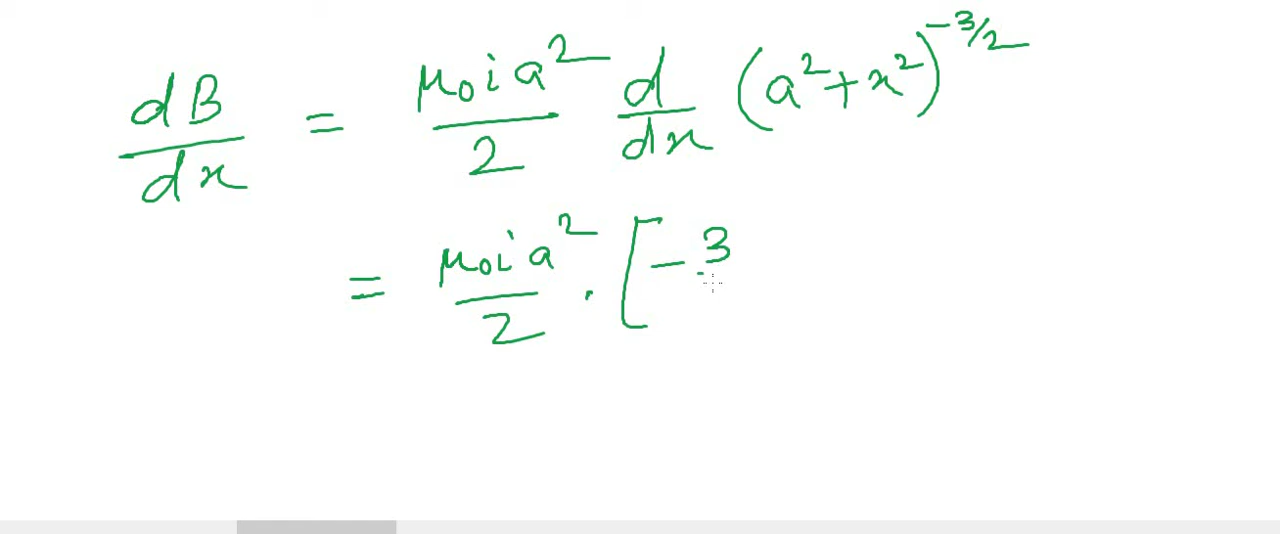 dB/dx = μ₀ia²/2 d/dx (a²+x²)^-3/2
= μ₀ia²/2 · [-3